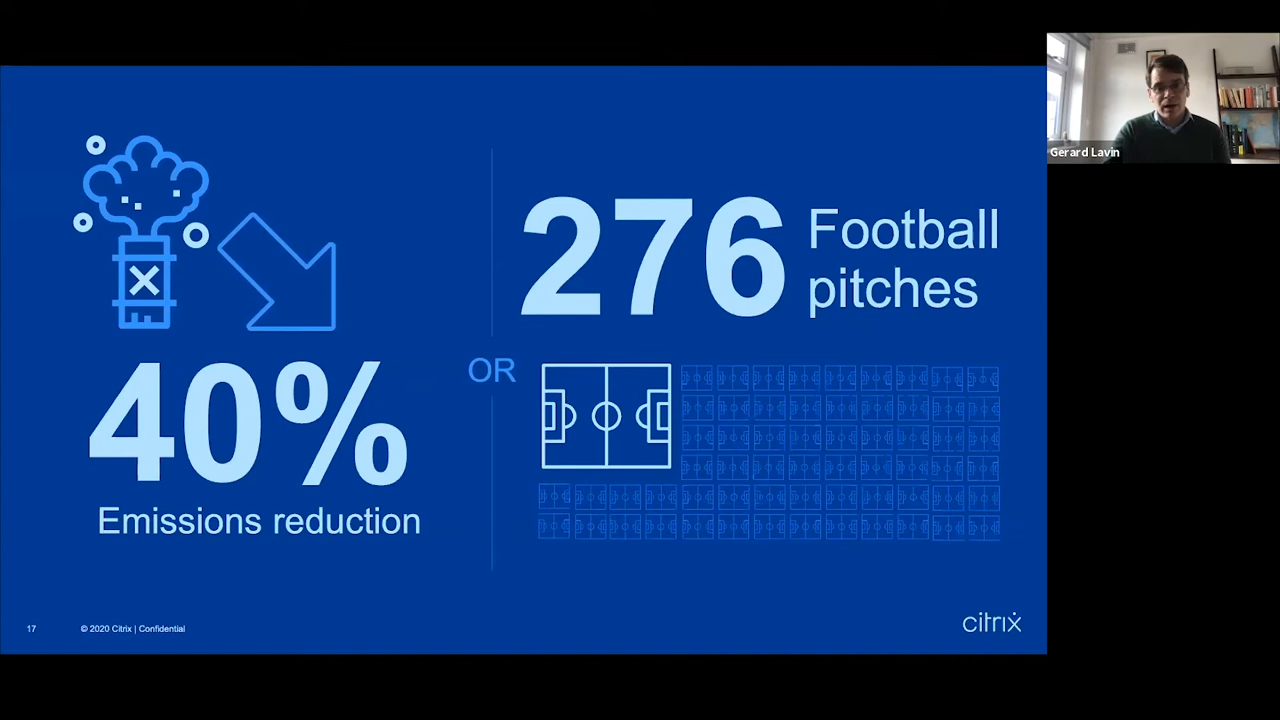 40%
Emissions reduction
OR
276
Football
pitches
17
© 2020 Citrix | Confidential
citrix
Gerard Lavin